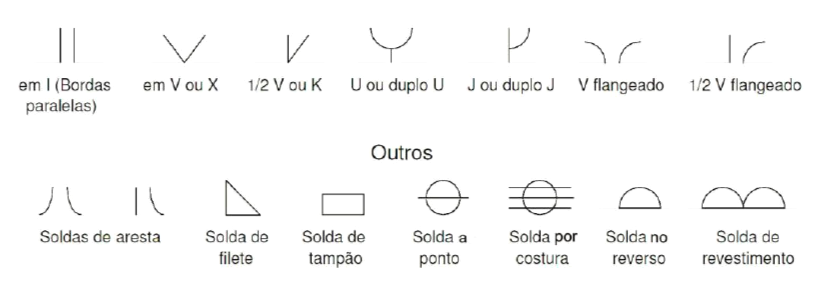 em I (Bordas
paralelas)
em V ou X
1/2 V ou K
U ou duplo U
J ou duplo J
V flangeado
1/2 V flangeado
Outros
Soldas de aresta
Solda de
filete
Solda de
tampão
Solda a
ponto
Solda por
costura
Solda no
reverso
Solda de
revestimento